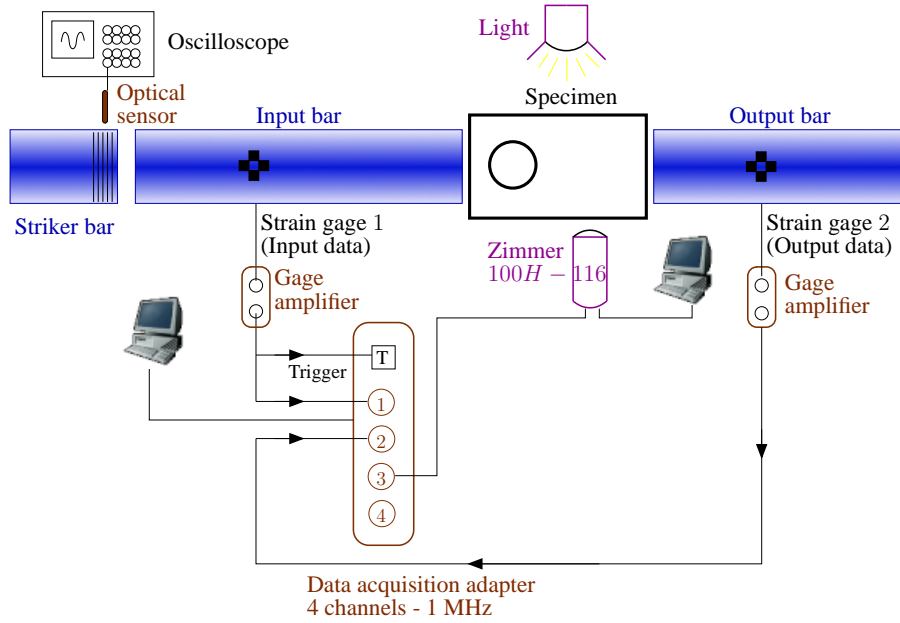 Light
Oscilloscope
Optical
sensor
Specimen
Input bar
Output bar
Striker bar
Strain gage 1
(Input data)
Zimmer
100H − 116
Strain gage 2
(Output data)
Gage
amplifier
Gage
amplifier
T
Trigger
1
2
3
4
Data acquisition adapter
4 channels - 1 MHz